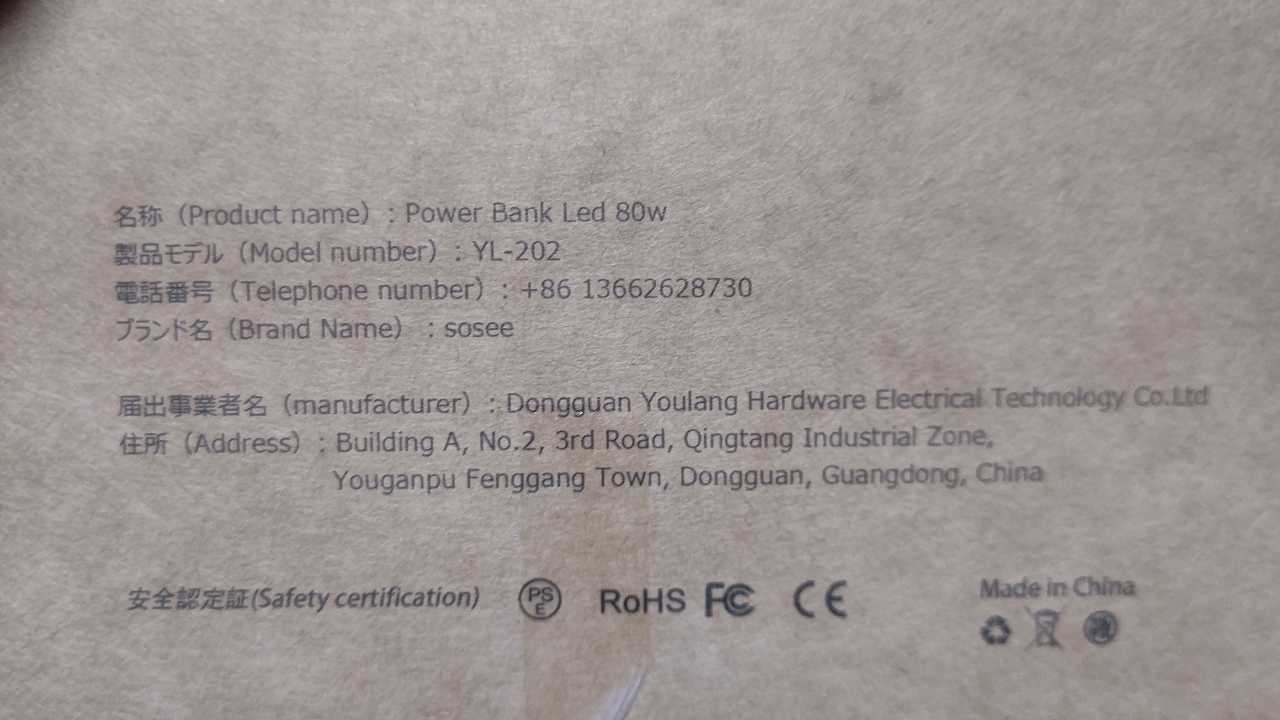 名称（Product name）: Power Bank Led 80w
製品モデル（Model number）: YL-202
電話番号（Telephone number）: +86 13662628730
ブランド名（Brand Name） : sosee
届出事業者名（manufacturer）: Dongguan Youlang Hardware Electrical Technology Co.Ltd
住所（Address）: Building A, No.2, 3rd Road, Qingtang Industrial Zone,
Youganpu Fenggang Town, Dongguan, Guangdong, China
安全認定証(Safety certification) PSE RoHS FC CE
Made in China